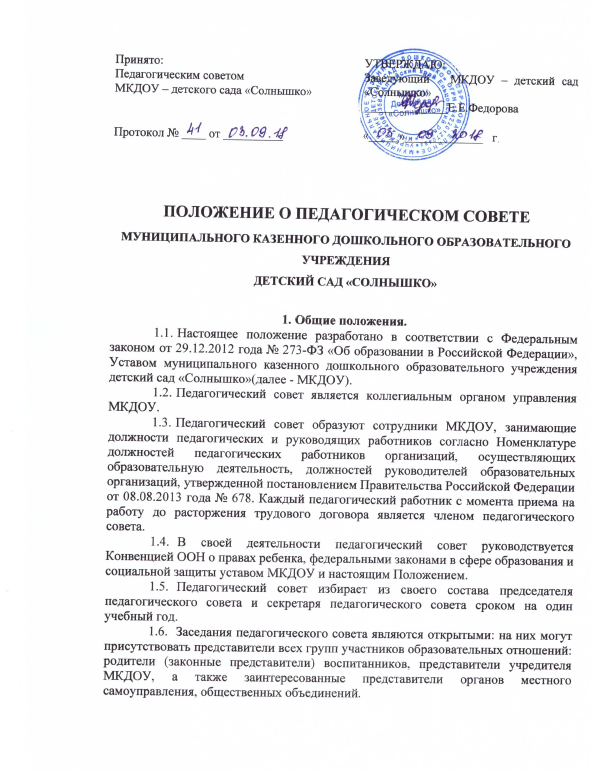 Принято:
Педагогическим советом
МКДОУ – детского сада «Солнышко»
Протокол № 41 от 03.09.18
УТВЕРЖДАЮ:
Заведующий МКДОУ – детский сад
«Солнышко»
Е.Е.Федорова
« 03 » 09 2018 г.
ПОЛОЖЕНИЕ О ПЕДАГОГИЧЕСКОМ СОВЕТЕ
МУНИЦИПАЛЬНОГО КАЗЕННОГО ДОШКОЛЬНОГО ОБРАЗОВАТЕЛЬНОГО
УЧРЕЖДЕНИЯ
ДЕТСКИЙ САД «СОЛНЫШКО»
1. Общие положения.
1.1. Настоящее положение разработано в соответствии с Федеральным
законом от 29.12.2012 года № 273-ФЗ «Об образовании в Российской Федерации»,
Уставом муниципального казенного дошкольного образовательного учреждения
детский сад «Солнышко»(далее - МКДОУ).
1.2. Педагогический совет является коллегиальным органом управления
МКДОУ.
1.3. Педагогический совет образуют сотрудники МКДОУ, занимающие
должности педагогических и руководящих работников согласно Номенклатуре
должностей педагогических работников организаций, осуществляющих
образовательную деятельность, должностей руководителей образовательных
организаций, утвержденной постановлением Правительства Российской Федерации
от 08.08.2013 года № 678. Каждый педагогический работник с момента приема на
работу до расторжения трудового договора является членом педагогического
совета.
1.4. В своей деятельности педагогический совет руководствуется
Конвенцией ООН о правах ребенка, федеральными законами в сфере образования и
социальной защиты уставом МКДОУ и настоящим Положением.
1.5. Педагогический совет избирает из своего состава председателя
педагогического совета и секретаря педагогического совета сроком на один
учебный год.
1.6. Заседания педагогического совета являются открытыми: на них могут
присутствовать представители всех групп участников образовательных отношений:
родители (законные представители) воспитанников, представители учредителя
МКДОУ, а также заинтересованные представители органов местного
самоуправления, общественных объединений.